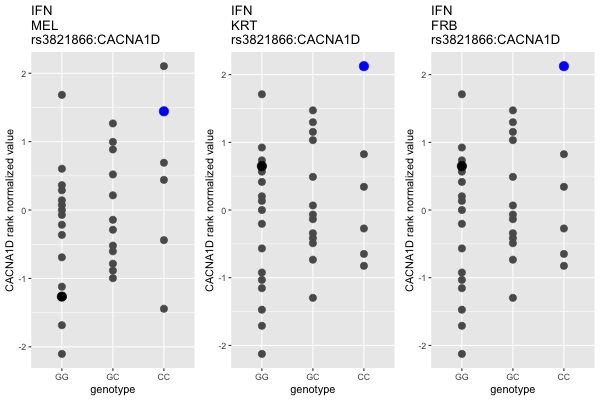 IFN
MEL
rs3821866:CACNA1D
CACNA1D rank normalized value
2
1
0
-1
-2
GG GC CC
genotype
IFN
KRT
rs3821866:CACNA1D
CACNA1D rank normalized value
2
1
0
-1
-2
GG GC CC
genotype
IFN
FRB
rs3821866:CACNA1D
CACNA1D rank normalized value
2
1
0
-1
-2
GG GC CC
genotype